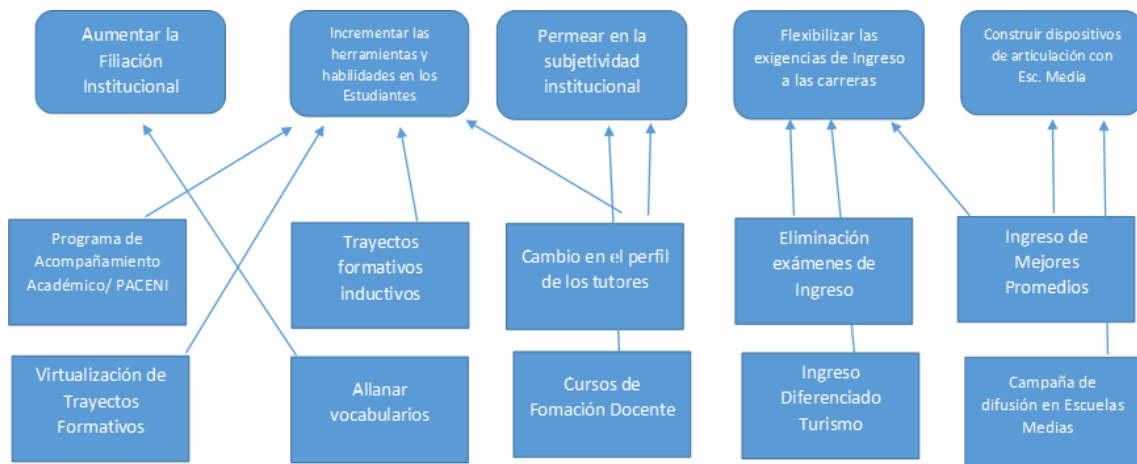 Aumentar la
Filiación
Institucional
Incrementar las
herramientas y
habilidades en los
Estudiantes
Permear en la
subjetividad
institucional
Flexibilizar las
exigencias de Ingreso
a las carreras
Construir dispositivos
de articulación con
Esc. Media
Programa de
Acompañamiento
Académico/ PACENI
Trayectos
formativos
inductivos
Cambio en el perfil
de los tutores
Eliminación
exámenes de
Ingreso
Ingreso de
Mejores
Promedios
Virtualización de
Trayectos
Formativos
Allanar
vocabularios
Cursos de
Fomación Docente
Ingreso
Diferenciado
Turismo
Campaña de
difusión en Escuelas
Medias